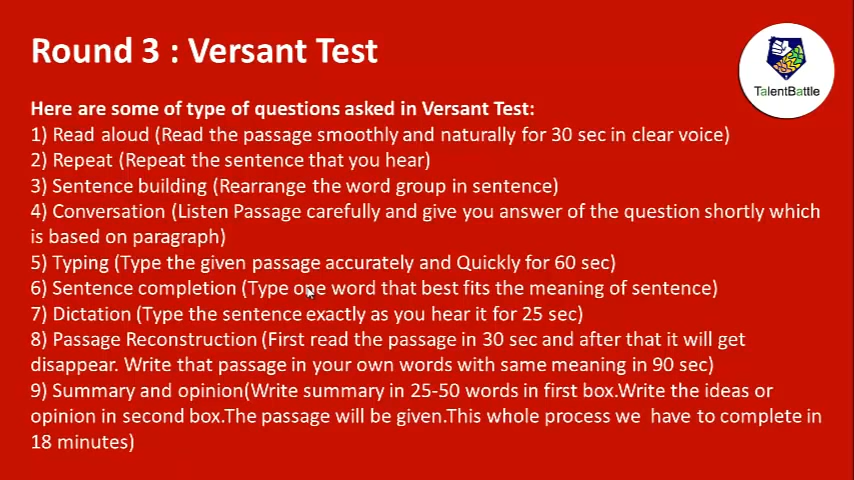 Round 3 : Versant Test
TalentBattle
Here are some of type of questions asked in Versant Test:
1) Read aloud (Read the passage smoothly and naturally for 30 sec in clear voice)
2) Repeat (Repeat the sentence that you hear)
3) Sentence building (Rearrange the word group in sentence)
4) Conversation (Listen Passage carefully and give you answer of the question shortly which
is based on paragraph)
5) Typing (Type the given passage accurately and Quickly for 60 sec)
6) Sentence completion (Type one word that best fits the meaning of sentence)
7) Dictation (Type the sentence exactly as you hear it for 25 sec)
8) Passage Reconstruction (First read the passage in 30 sec and after that it will get
disappear. Write that passage in your own words with same meaning in 90 sec)
9) Summary and opinion(Write summary in 25-50 words in first box.Write the ideas or
opinion in second box.The passage will be given.This whole process we have to complete in
18 minutes)